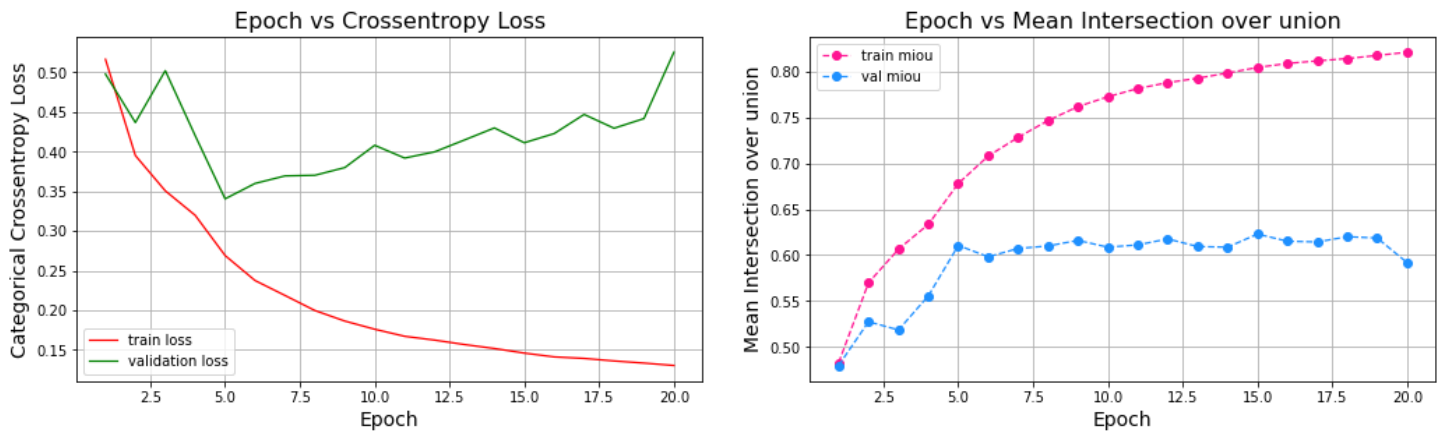 Epoch vs Crossentropy Loss
Categorical Crossentropy Loss
0.50
0.45
0.40
0.35
0.30
0.25
0.20
0.15
train loss
validation loss
2.5 5.0 7.5 10.0 12.5 15.0 17.5 20.0
Epoch
Epoch vs Mean Intersection over union
Mean Intersection over union
train miou
val miou
0.80
0.75
0.70
0.65
0.60
0.55
0.50
2.5 5.0 7.5 10.0 12.5 15.0 17.5 20.0
Epoch